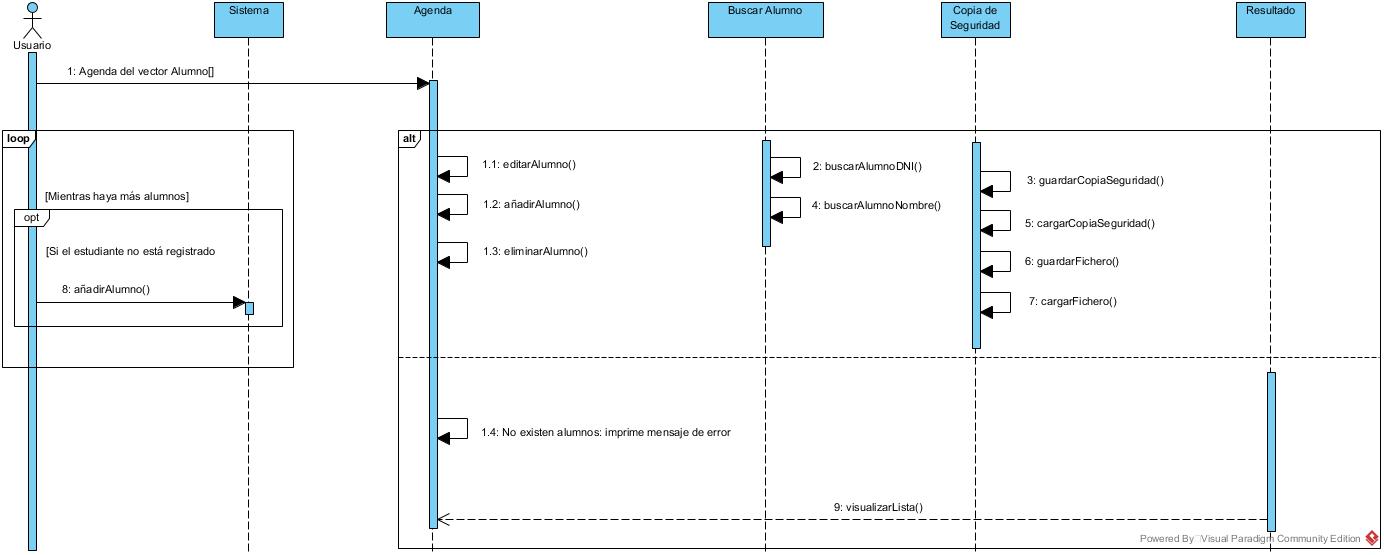 Usuario
Sistema
Agenda
Buscar Alumno
Copia de
Seguridad
Resultado
1: Agenda del vector Alumno[]
loop
[Mientras haya más alumnos]
opt
[Si el estudiante no está registrado
8: añadirAlumno()
alt
1.1: editarAlumno()
1.2: añadirAlumno()
1.3: eliminarAlumno()
2: buscarAlumnoDNI()
4: buscarAlumnoNombre()
3: guardarCopiaSeguridad()
5: cargarCopiaSeguridad()
6: guardarFichero()
7: cargarFichero()
1.4: No existen alumnos: imprime mensaje de error
9: visualizarLista()
Powered By Visual Paradigm Community Edition